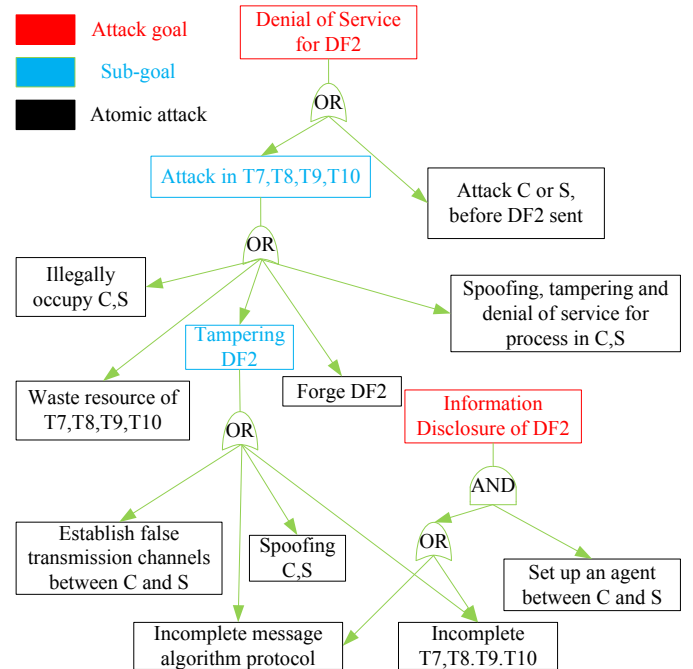 Attack goal
Sub-goal
Atomic attack
Denial of Service
for DF2
OR
Attack in T7,T8,T9,T10
Attack C or S,
before DF2 sent
OR
Illegally
occupy C,S
Spoofing, tampering and
denial of service for
process in C,S
Tampering
DF2
Waste resource of
T7,T8,T9,T10
Forge DF2
Information
Disclosure of DF2
OR
AND
OR
Establish false
transmission channels
between C and S
Spoofing
C,S
Set up an agent
between C and S
Incomplete message
algorithm protocol
Incomplete
T7,T8.T9.T10